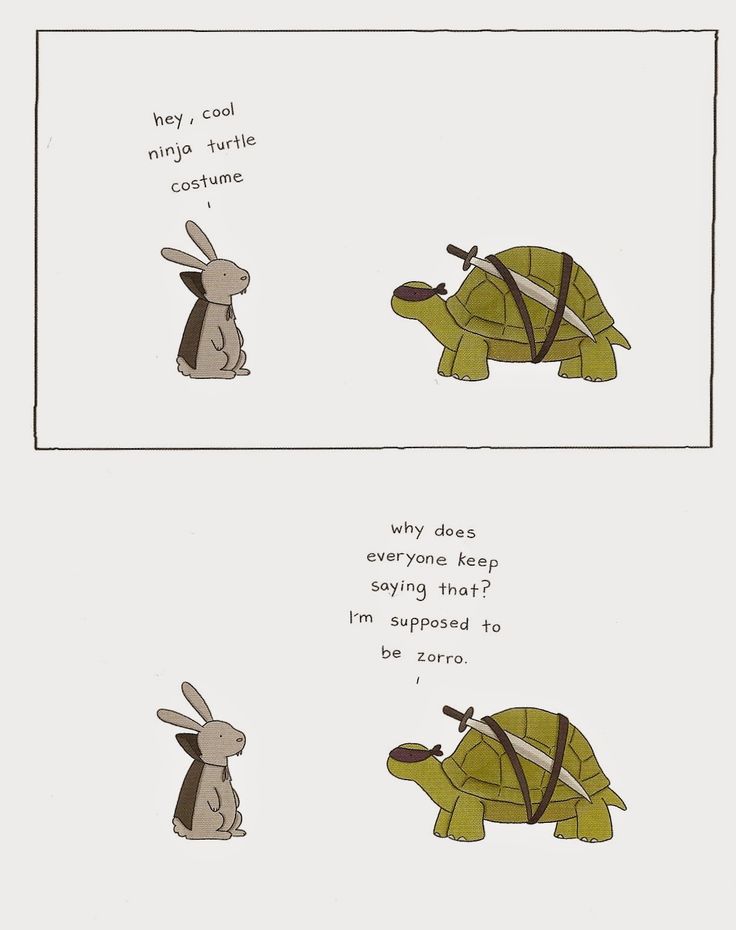 hey, cool
ninja turtle
costume
why does
everyone keep
saying that?
I'm supposed to
be zorro.